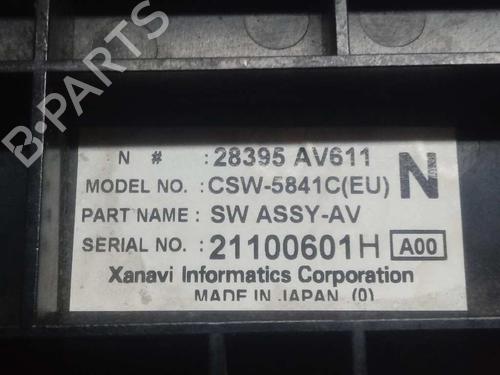 B-PARTS
N # : 28395 AV611 N
MODEL NO. : CSW-5841C(EU)
PART NAME : SW ASSY-AV
SERIAL NO. : 21100601H A00
Xanavi Informatics Corporation
MADE IN JAPAN (0)